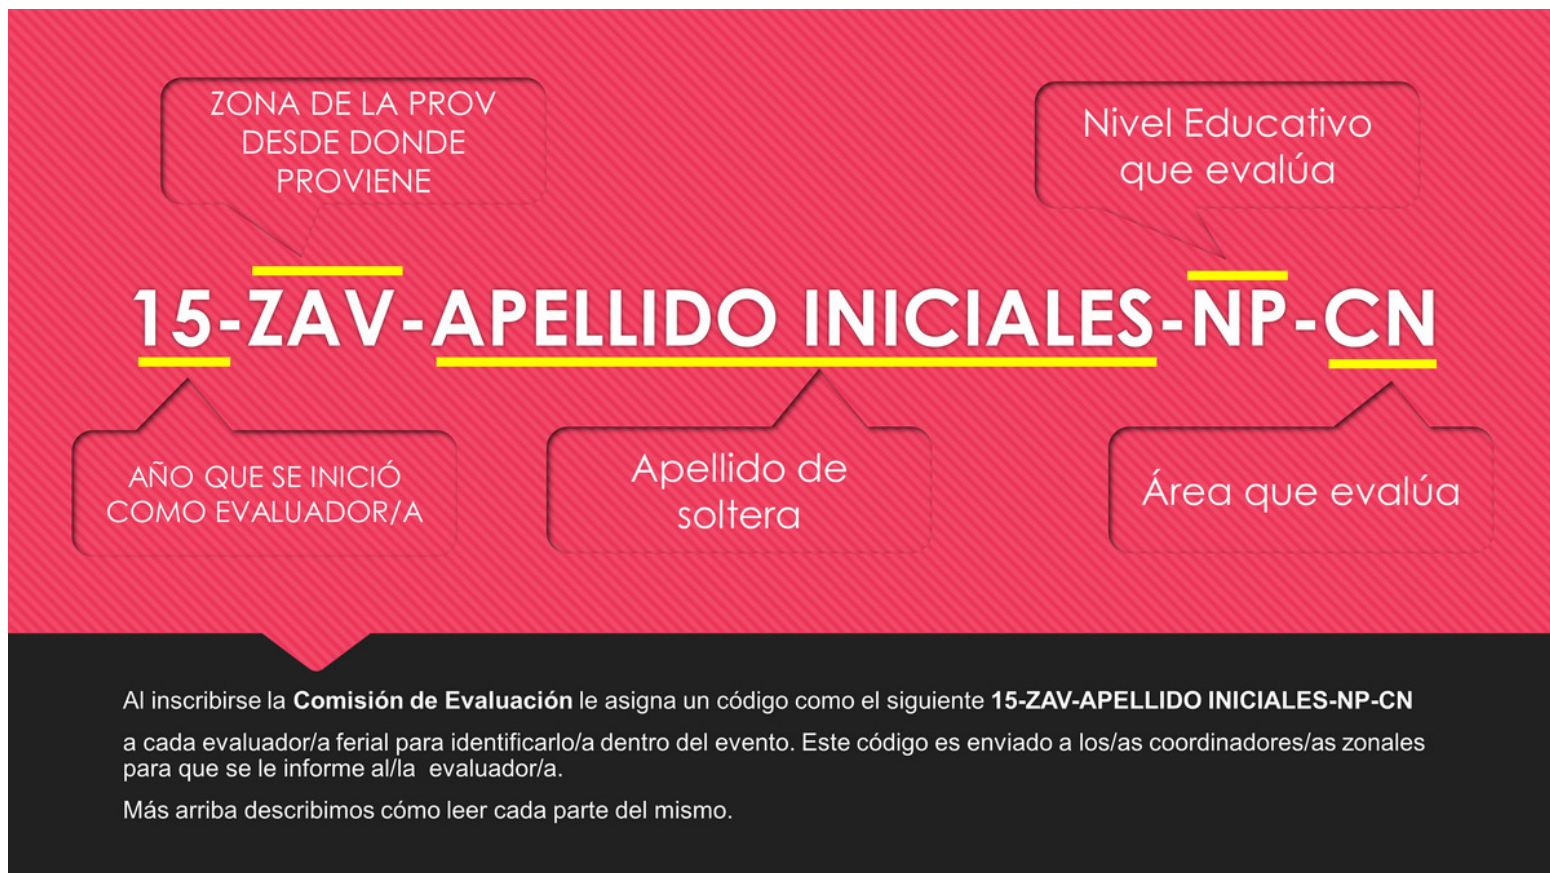 ZONA DE LA PROV
DESDE DONDE
PROVIENE
Nivel Educativo
que evalúa
15-ZAV-APELLIDO INICIALES-NP-CN
AÑO QUE SE INICIÓ
COMO EVALUADOR/A
Apellido de
soltera
Área que evalúa
Al inscribirse la Comisión de Evaluación le asigna un código como el siguiente 15-ZAV-APELLIDO INICIALES-NP-CN
a cada evaluador/a ferial para identificarlo/a dentro del evento. Este código es enviado a los/as coordinadores/as zonales
para que se le informe al/la evaluador/a.
Más arriba describimos cómo leer cada parte del mismo.